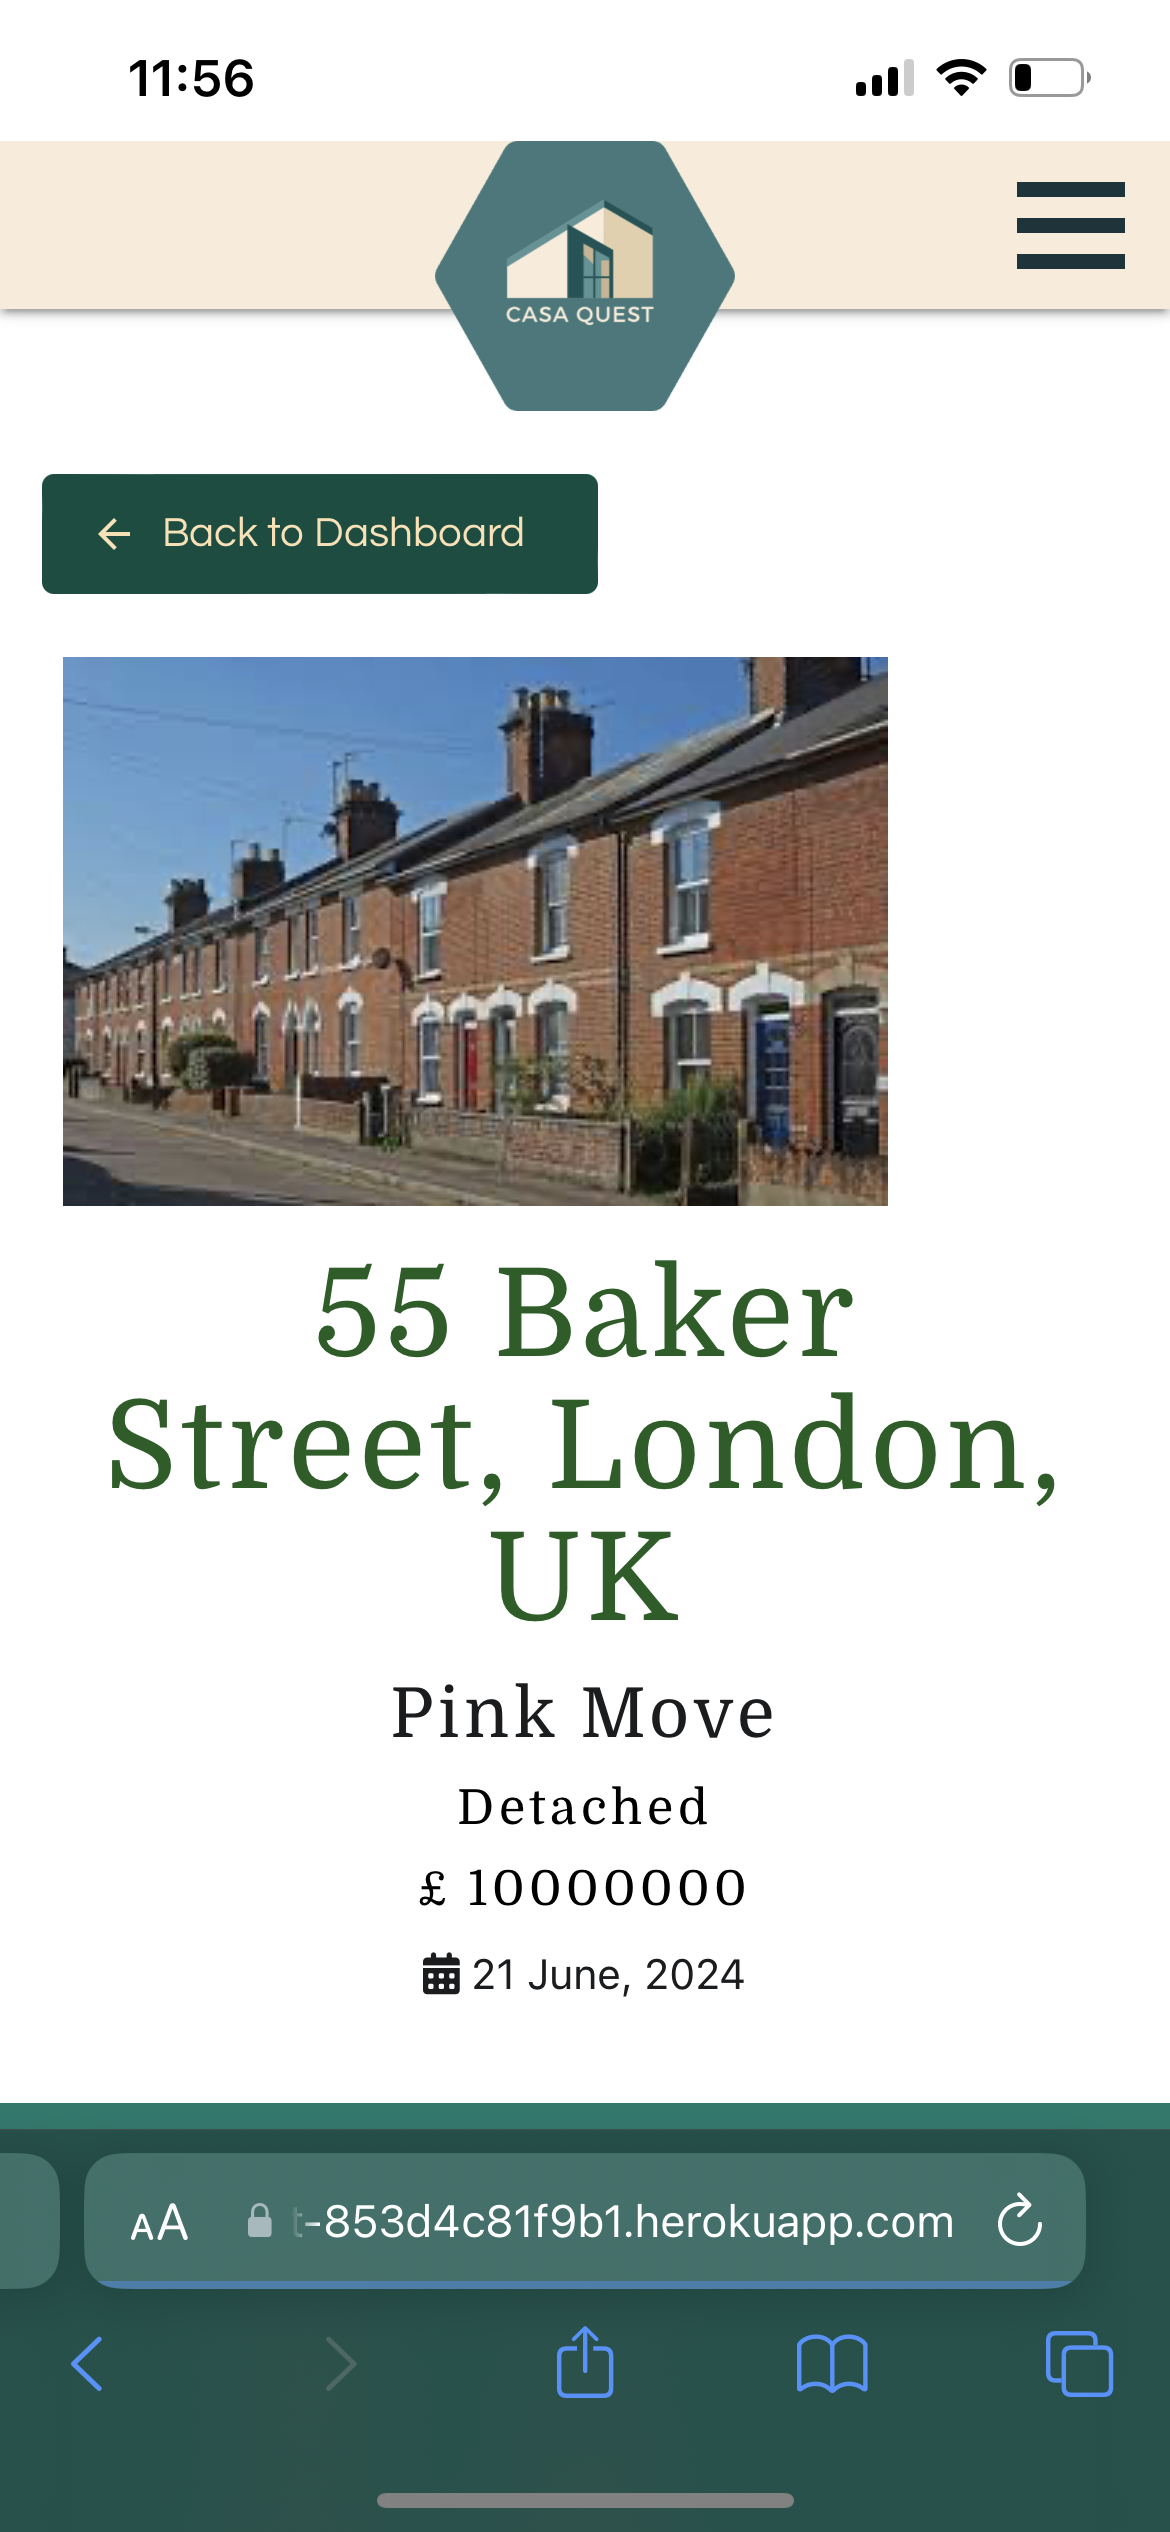 11:56
CASA QUEST
← Back to Dashboard
55 Baker
Street, London,
UK
Pink Move
Detached
£ 10000000
21 June, 2024
AA t-853d4c81f9b1.herokuapp.com